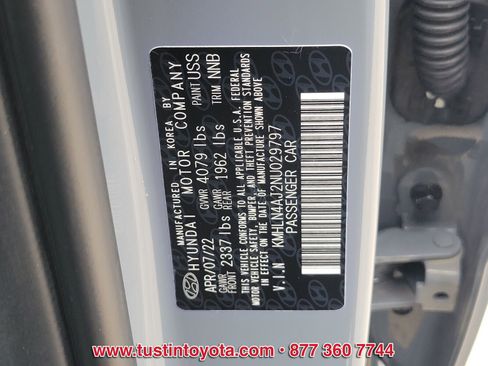 MANUFACTURED IN KOREA BY
HYUNDAI MOTOR COMPANY
APR/07/22 GVWR 4079 lbs PAINT USS
GAWR FRONT 2337 lbs GAWR REAR 1962 lbs TRIM NNB
THIS VEHICLE CONFORMS TO ALL APPLICABLE U.S.A. FEDERAL
MOTOR VEHICLE SAFETY, BUMPER, AND THEFT PREVENTION STANDARDS
IN EFFECT ON THE DATE OF MANUFACTURE SHOWN ABOVE.
V.I.N KMHLN4AJ2NU029797
PASSENGER CAR
www.tustintoyota.com • 877 360 7744